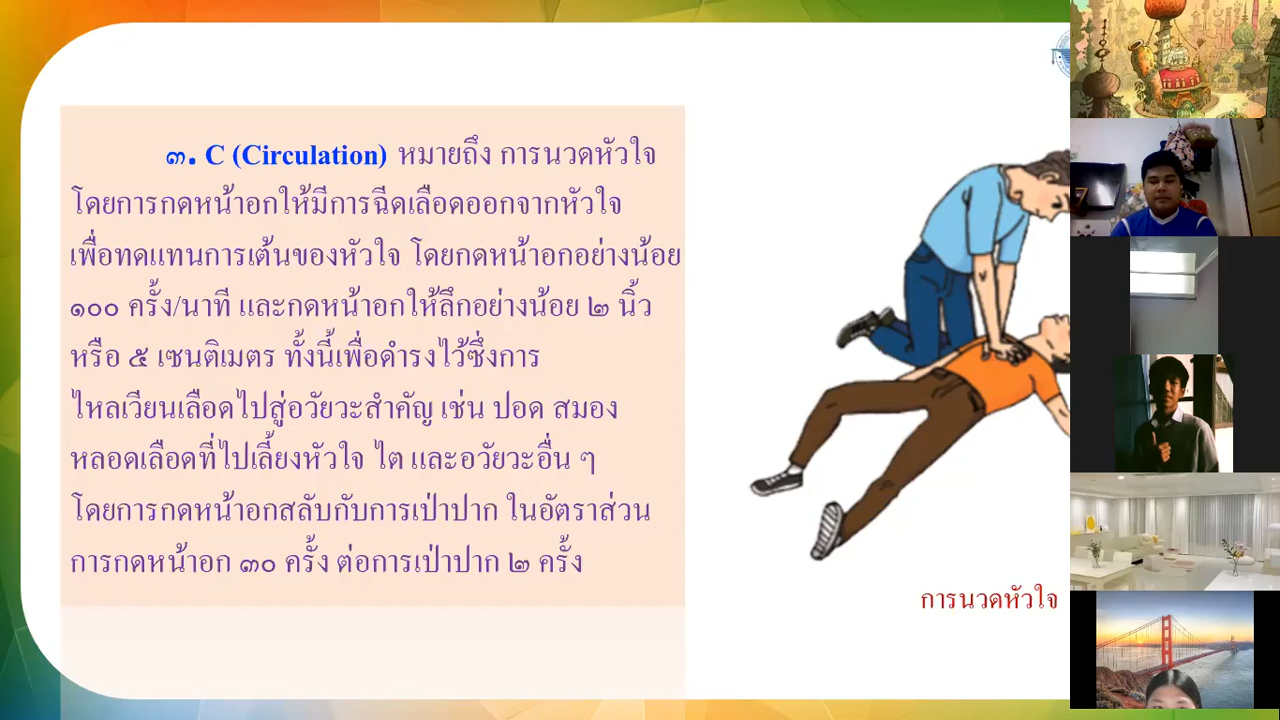 ๓. C (Circulation) หมายถึง การนวดหัวใจ
โดยการกดหน้าอกให้มีการฉีดเลือดออกจากหัวใจ
เพื่อทดแทนการเต้นของหัวใจ โดยกดหน้าอกอย่างน้อย
๑๐๐ ครั้ง/นาที และกดหน้าอกให้ลึกอย่างน้อย ๒ นิ้ว
หรือ ๕ เซนติเมตร ทั้งนี้เพื่อดำรงไว้ซึ่งการ
ไหลเวียนเลือดไปสู่อวัยวะสำคัญ เช่น ปอด สมอง
หลอดเลือดที่ไปเลี้ยงหัวใจ ไต และอวัยวะอื่น ๆ
โดยการกดหน้าอกสลับกับการเป่าปาก ในอัตราส่วน
การกดหน้าอก ๓๐ ครั้ง ต่อการเป่าปาก ๒ ครั้ง
การนวดหัวใจ